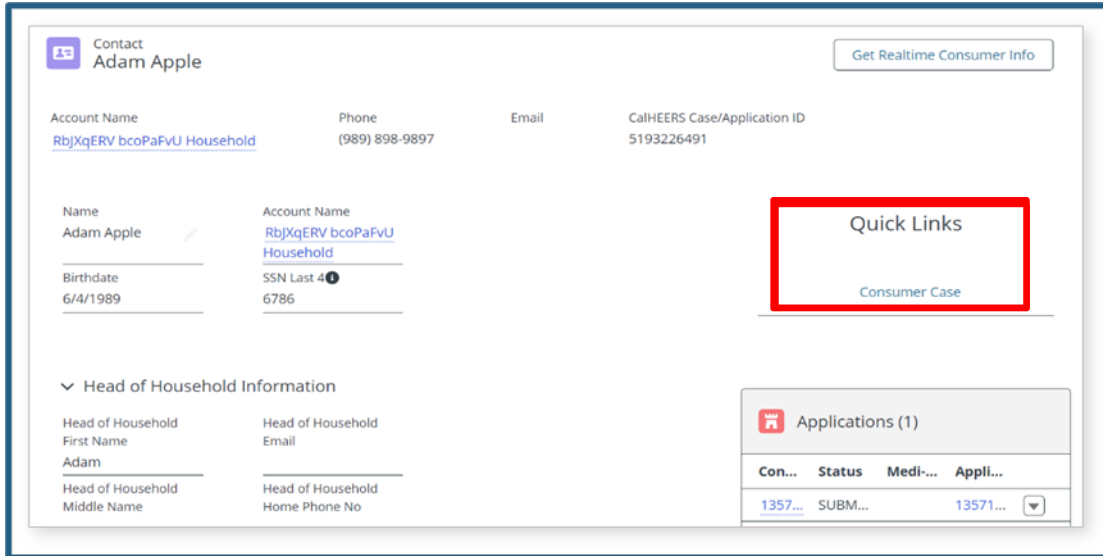 Contact
Adam Apple
Get Realtime Consumer Info
Account Name
Phone
Email
CalHEERS Case/Application ID
RbJXqERV bcoPaFvU Household
(989) 898-9897
5193226491
Name
Account Name
Adam Apple
RbJXqERV bcoPaFvU
Household
Birthdate
SSN Last 4
6/4/1989
6786
Quick Links
Consumer Case
Head of Household Information
Head of Household
First Name
Head of Household
Email
Adam
Head of Household
Middle Name
Head of Household
Home Phone No
Applications (1)
Con... Status Medi-... Appli...
1357... SUBM... 13571...